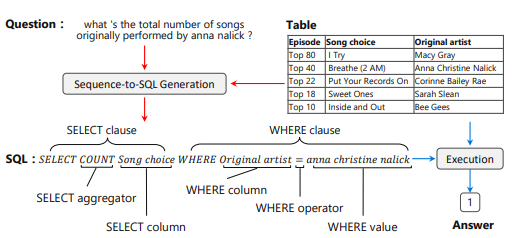 Question : what 's the total number of songs
originally performed by anna nalick ?
Table
Episode Song choice Original artist
Top 80 I Try Macy Gray
Top 40 Breathe (2 AM) Anna Christine Nalick
Top 22 Put Your Records On Corinne Bailey Rae
Top 18 Sweet Ones Sarah Slean
Top 10 Inside and Out Bee Gees
Sequence-to-SQL Generation
SELECT clause WHERE clause
SQL : SELECT COUNT Song choice WHERE Original artist = anna christine nalick
Execution
SELECT aggregator
SELECT column
WHERE column
WHERE operator
WHERE value
1
Answer